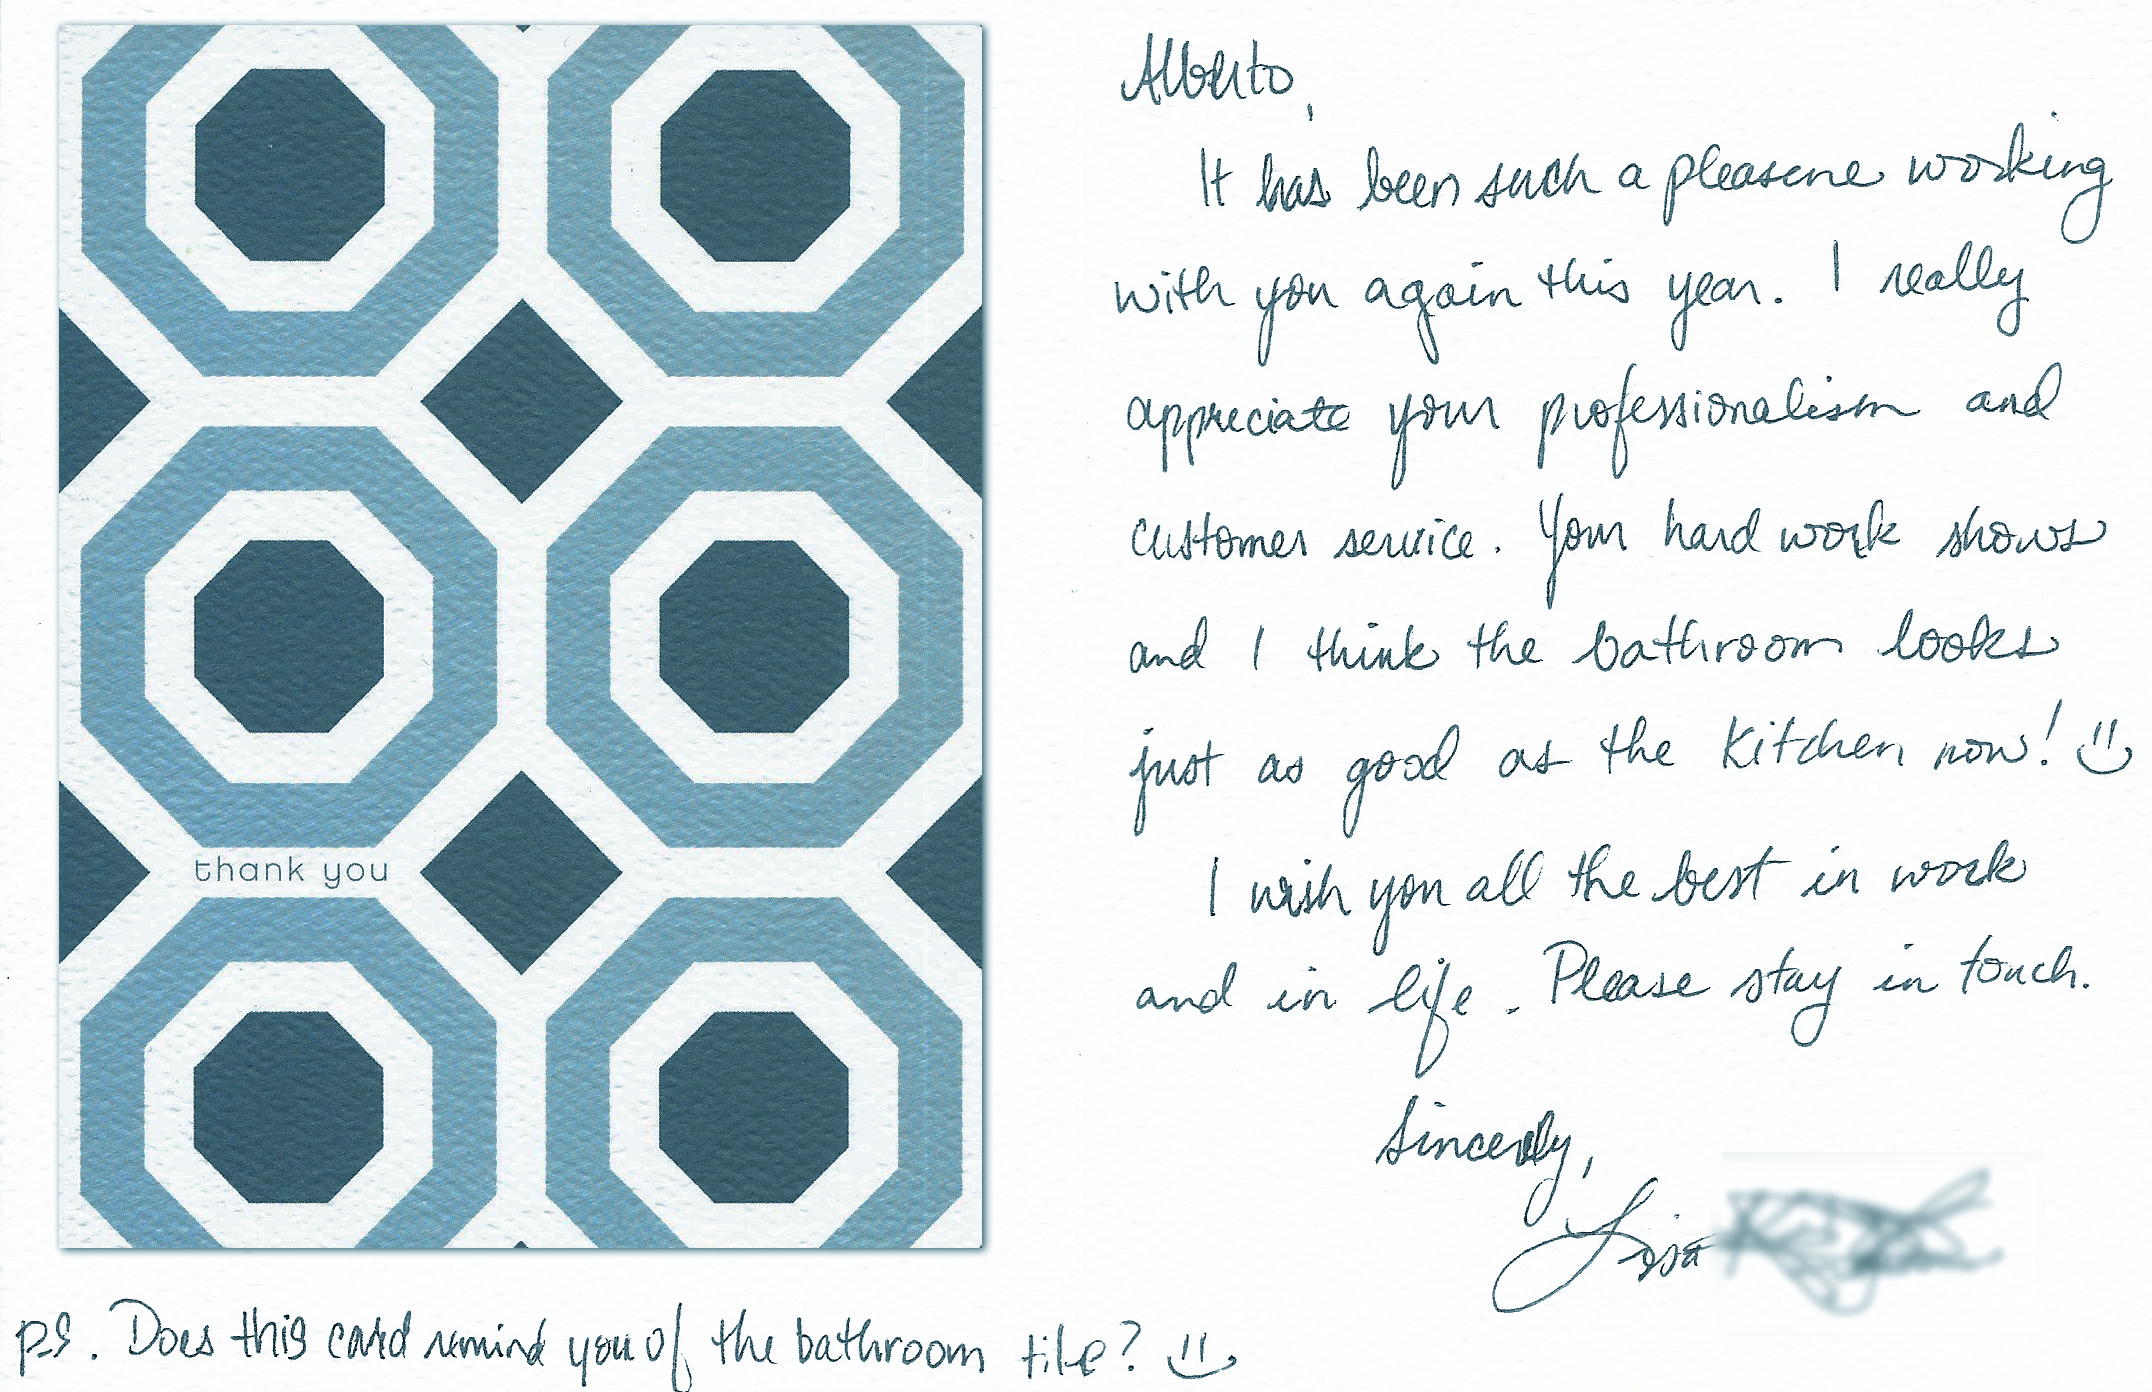 thank you
Alberto,
It has been such a pleasure working
with you again this year. I really
appreciate your professionalism and
customer service. Your hard work shows
and I think the bathroom looks
just as good as the kitchen now!
I wish you all the best in work
and in life. Please stay in touch.
Sincerely,
Lisa
PS. Does this card remind you of the bathroom tile?